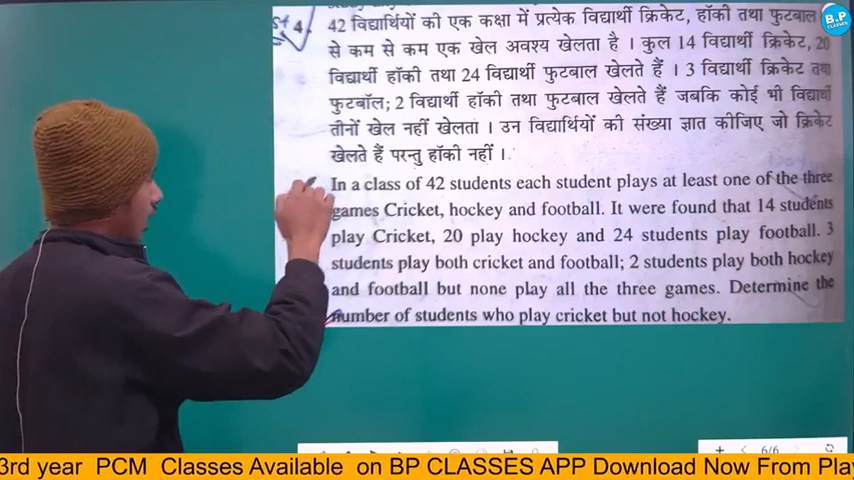 B.P
CLASSES
4. 42 विद्यार्थियों की एक कक्षा में प्रत्येक विद्यार्थी क्रिकेट, हॉकी तथा फुटबाल
से कम से कम एक खेल अवश्य खेलता है । कुल 14 विद्यार्थी क्रिकेट, 20
विद्यार्थी हॉकी तथा 24 विद्यार्थी फुटबाल खेलते हैं । 3 विद्यार्थी क्रिकेट तथा
फुटबॉल; 2 विद्यार्थी हॉकी तथा फुटबाल खेलते हैं जबकि कोई भी विद्यार्थी
तीनों खेल नहीं खेलता । उन विद्यार्थियों की संख्या ज्ञात कीजिए जो क्रिकेट
खेलते हैं परन्तु हॉकी नहीं ।
In a class of 42 students each student plays at least one of the three
games Cricket, hockey and football. It were found that 14 students
play Cricket, 20 play hockey and 24 students play football. 3
students play both cricket and football; 2 students play both hockey
and football but none play all the three games. Determine the
number of students who play cricket but not hockey.
6/6
3rd year PCM Classes Available on BP CLASSES APP Download Now From Play